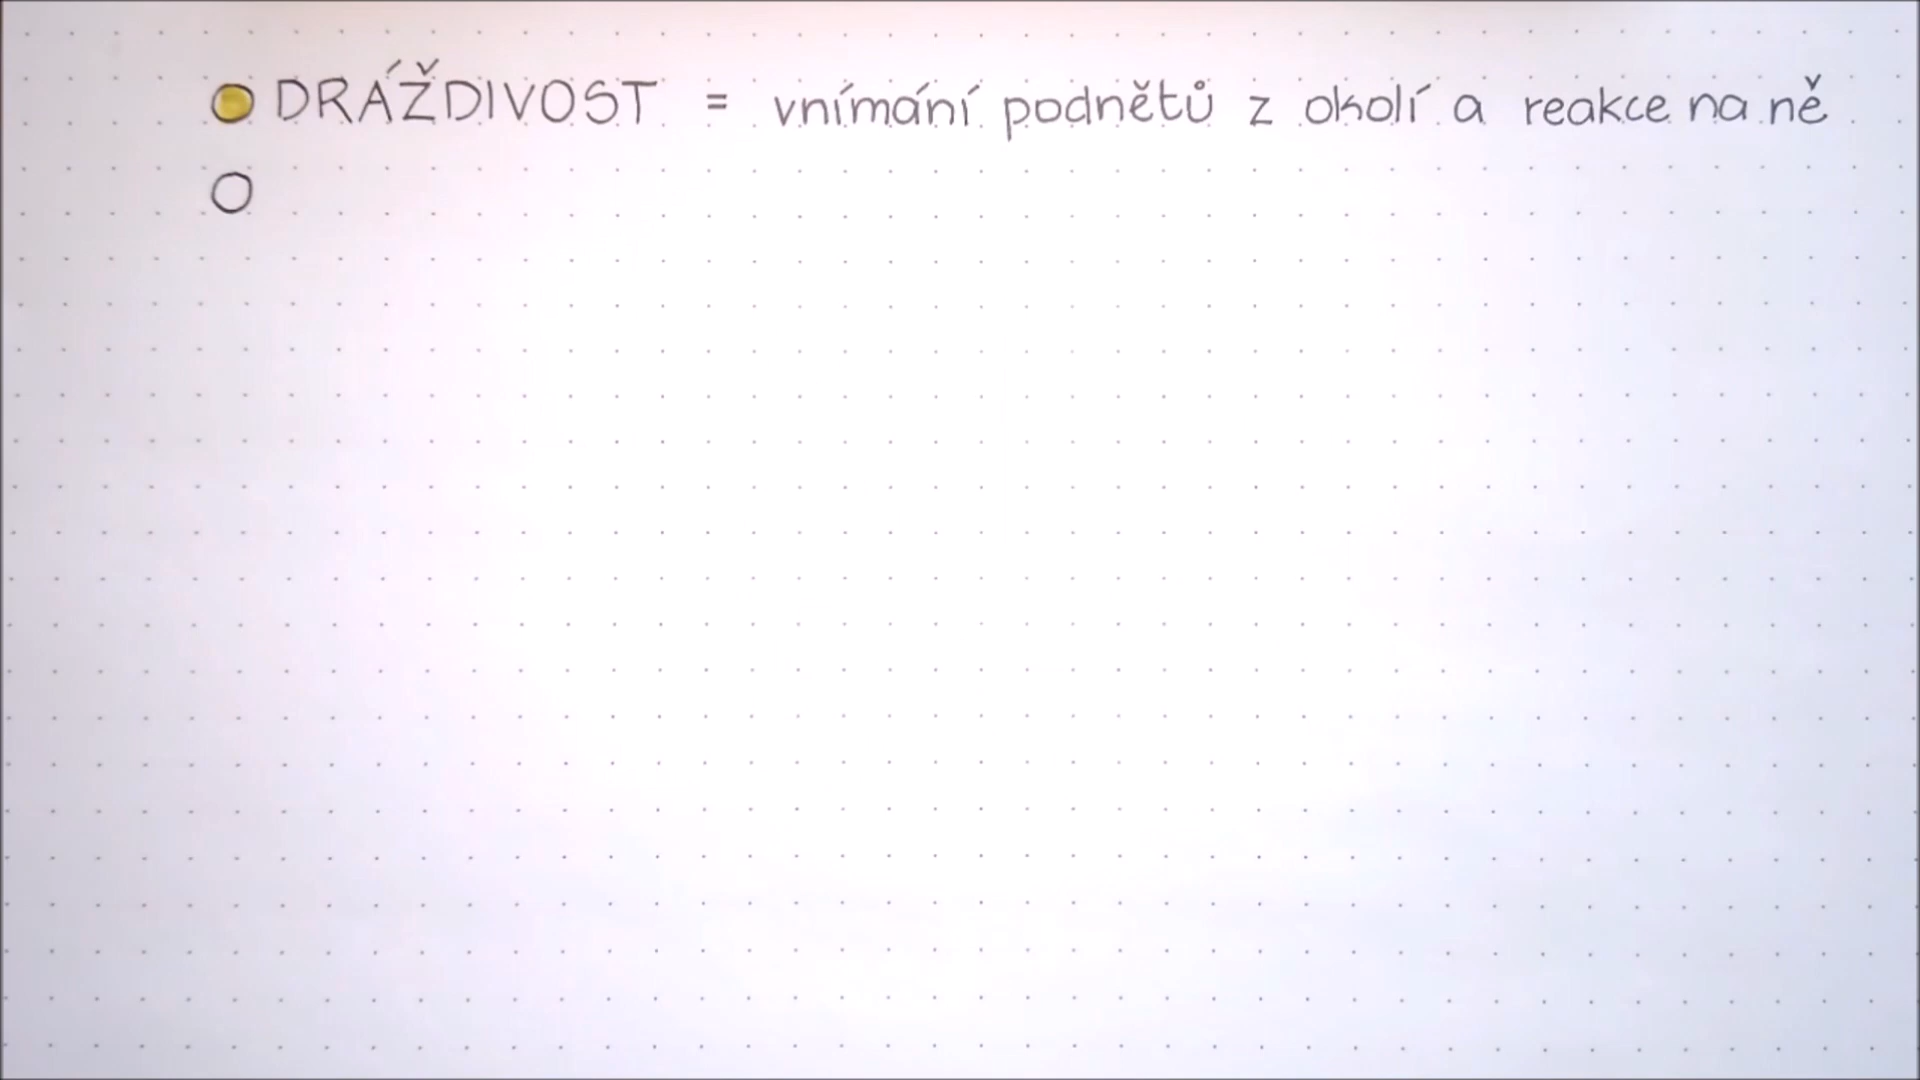 DRÁŽDIVOST = vnímání podnětů z okolí a reakce na ně